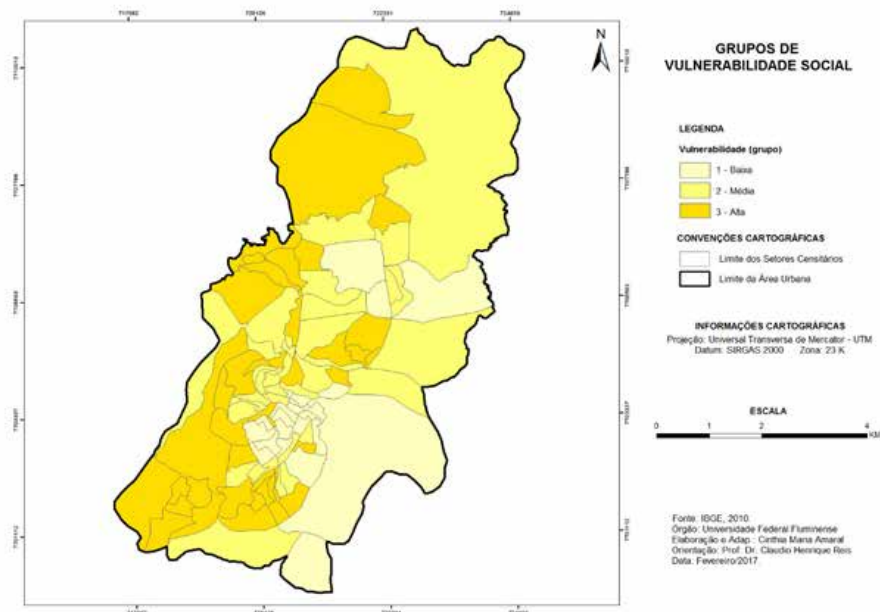 N
GRUPOS DE
VULNERABILIDADE SOCIAL
LEGENDA
Vulnerabilidade (grupo)
1 - Baixa
2 - Média
3 - Alta
CONVENÇÕES CARTOGRÁFICAS
Limite dos Setores Censitários
Limite da Área Urbana
INFORMAÇÕES CARTOGRÁFICAS
Projeção: Universal Transversa de Mercator - UTM
Datum: SIRGAS 2000 Zona: 23 K
ESCALA
0 1 2 4
KM
Fonte: IBGE, 2010.
Órgão: Universidade Federal Fluminense
Elaboração e Adap.: Cinthia Maria Amaral
Orientação: Prof. Dr. Claudio Henrique Reis
Data: Fevereiro/2017